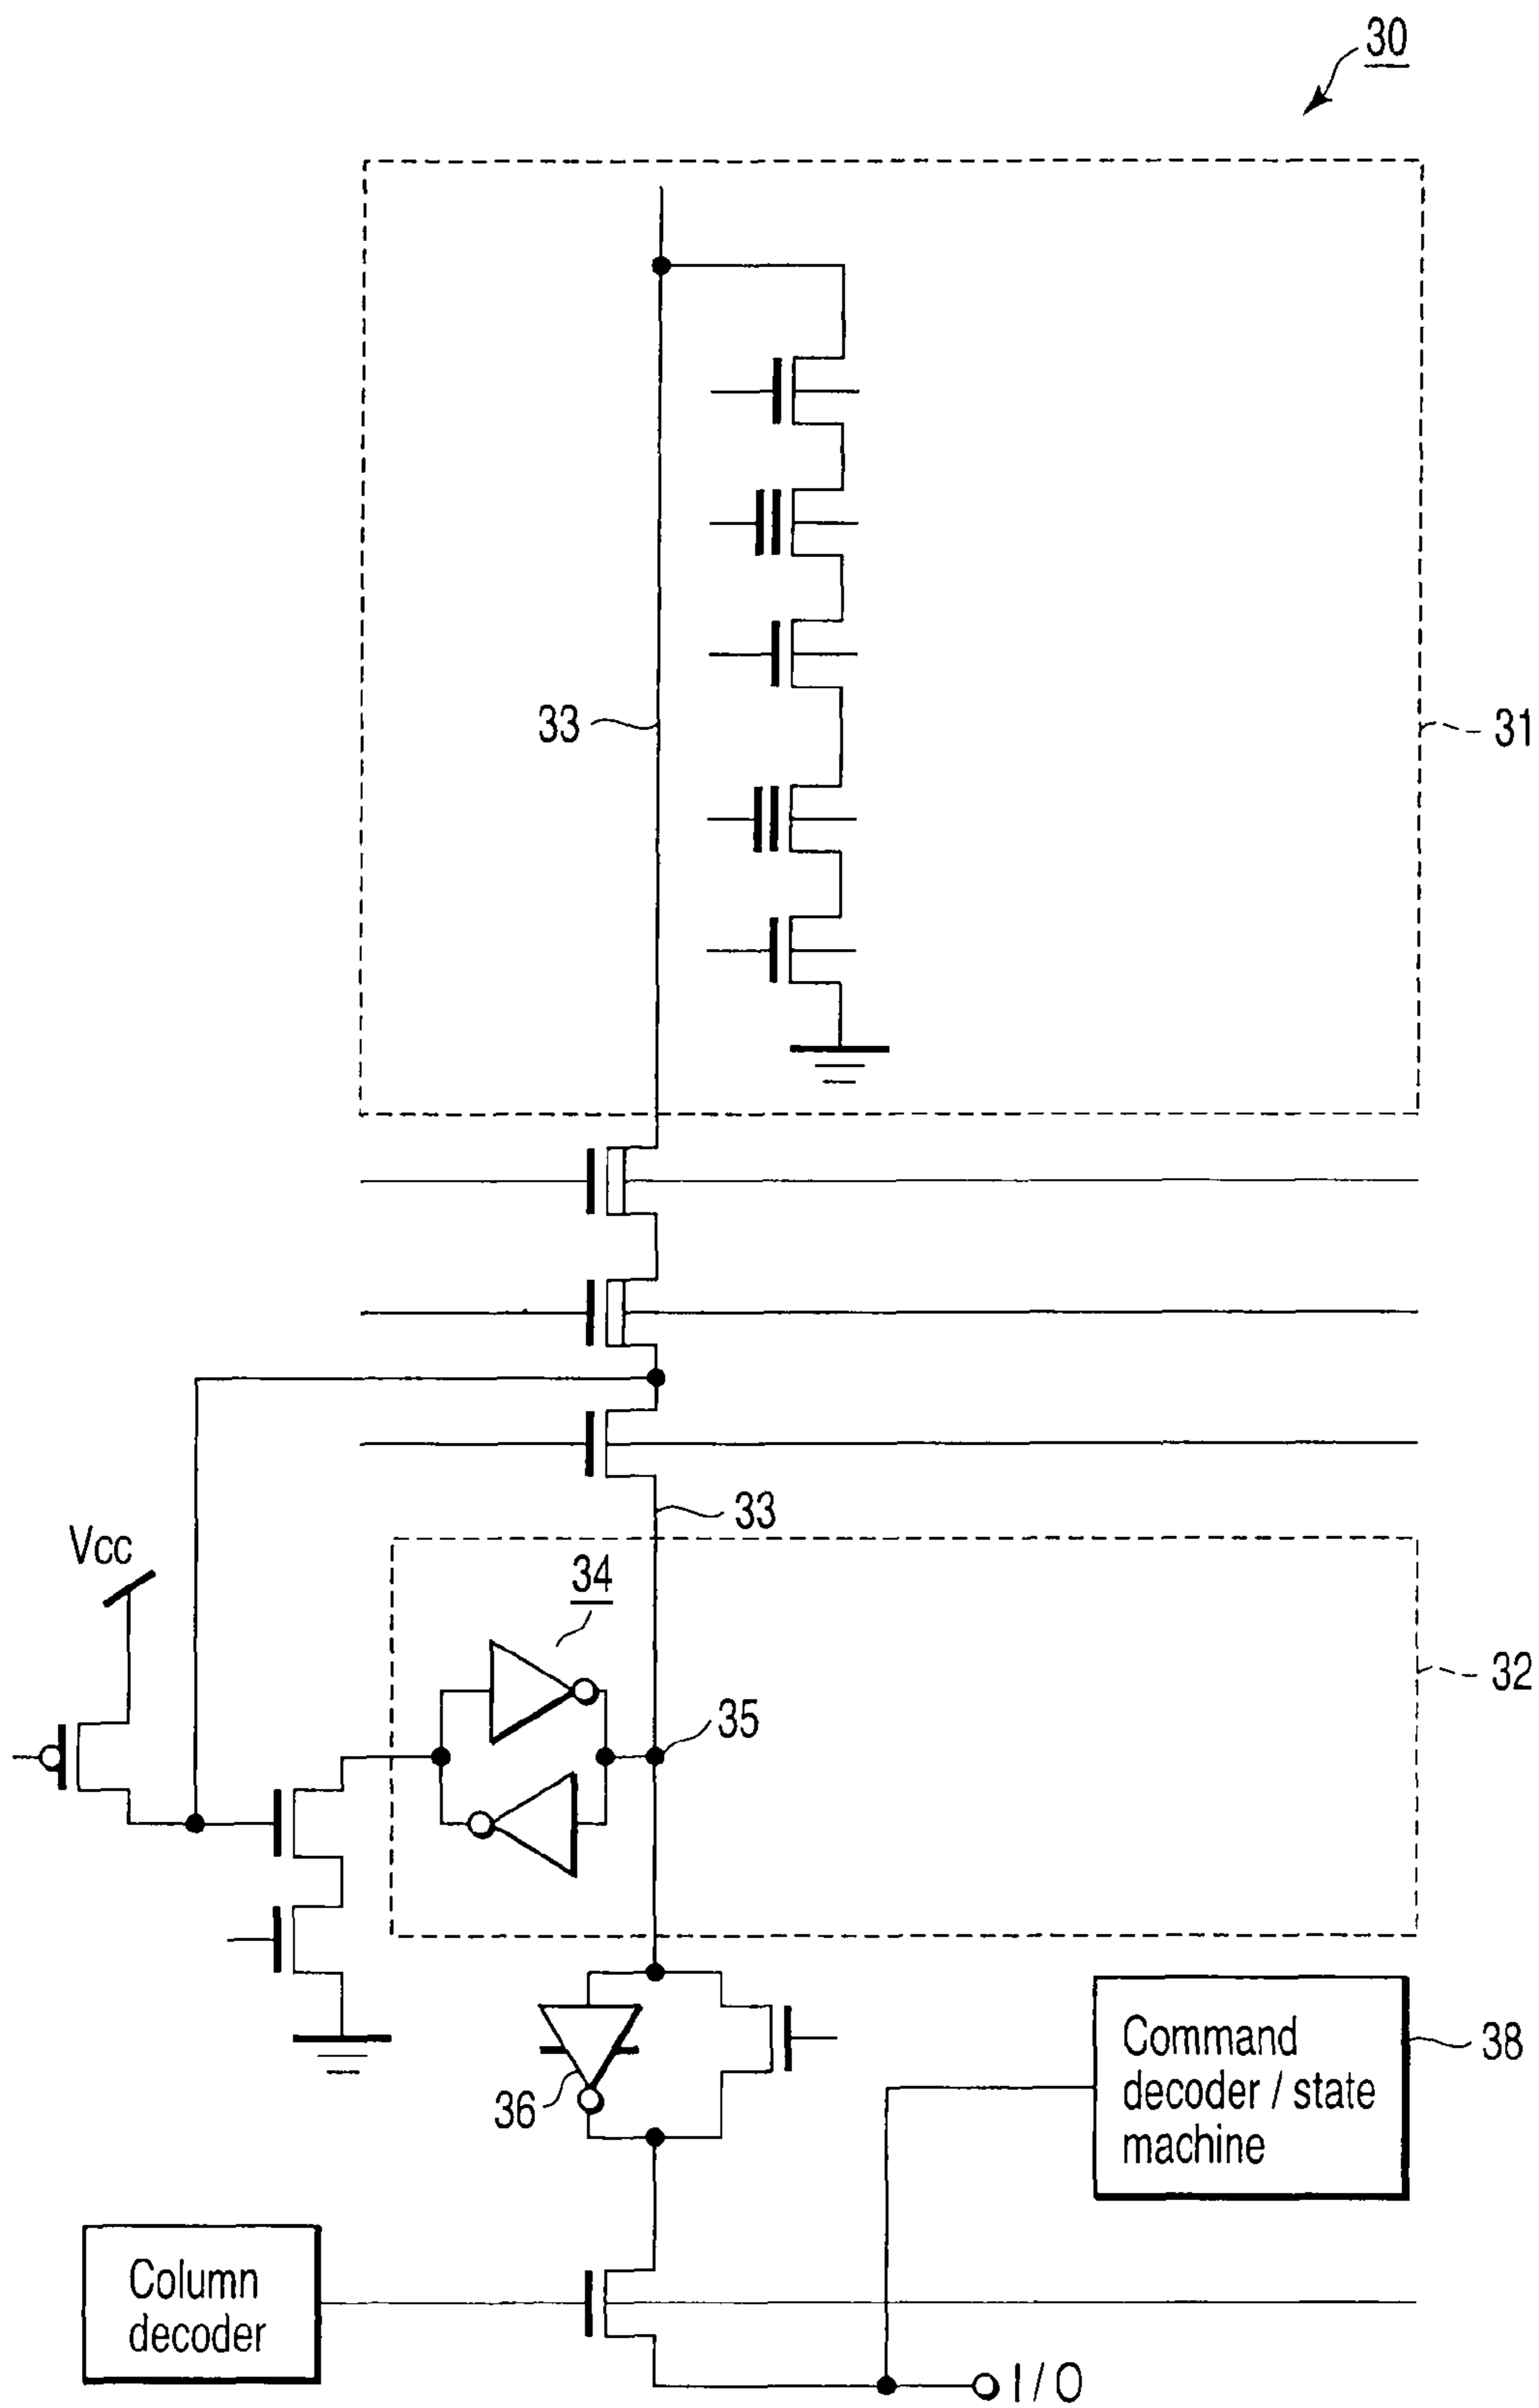 30
33
31
33
Vcc
34
32
35
Command
decoder / state
machine
38
36
Column
decoder
I / O